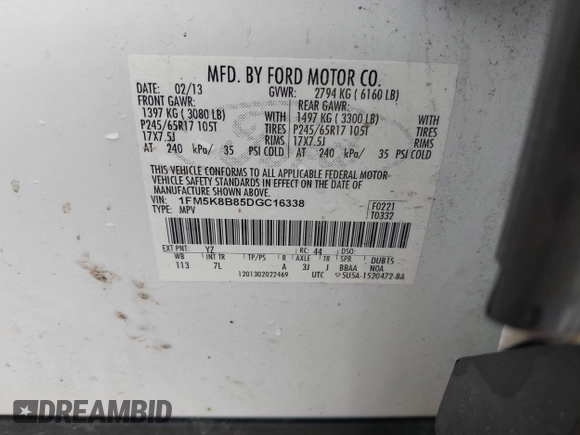 MFD. BY FORD MOTOR CO.
DATE: 02/13 GVWR: 2794 KG ( 6160 LB)
FRONT GAWR: REAR GAWR:
1397 KG ( 3080 LB) WITH 1497 KG ( 3300 LB) WITH
P245/65R17 105T TIRES P245/65R17 105T TIRES
17X7.5J RIMS 17X7.5J RIMS
AT 240 kPa/ 35 PSI COLD AT 240 kPa/ 35 PSI COLD
THIS VEHICLE CONFORMS TO ALL APPLICABLE FEDERAL MOTOR-
VEHICLE SAFETY STANDARD IN EFFECT ON THE DATE OF
MANUFACTURE SHOWN ABOVE.
VIN: 1FM5K8B85DGC16338 F0221
TYPE: MPV T0332
EXT PNT: YZ RC: 44 DSO:
WB INT TR TP/PS R AXLE TR SPR DUB15
113 7L A 3J J BBAA N0A
1201302022469 UTC 5U5A-1520472-BA
DREAMBID